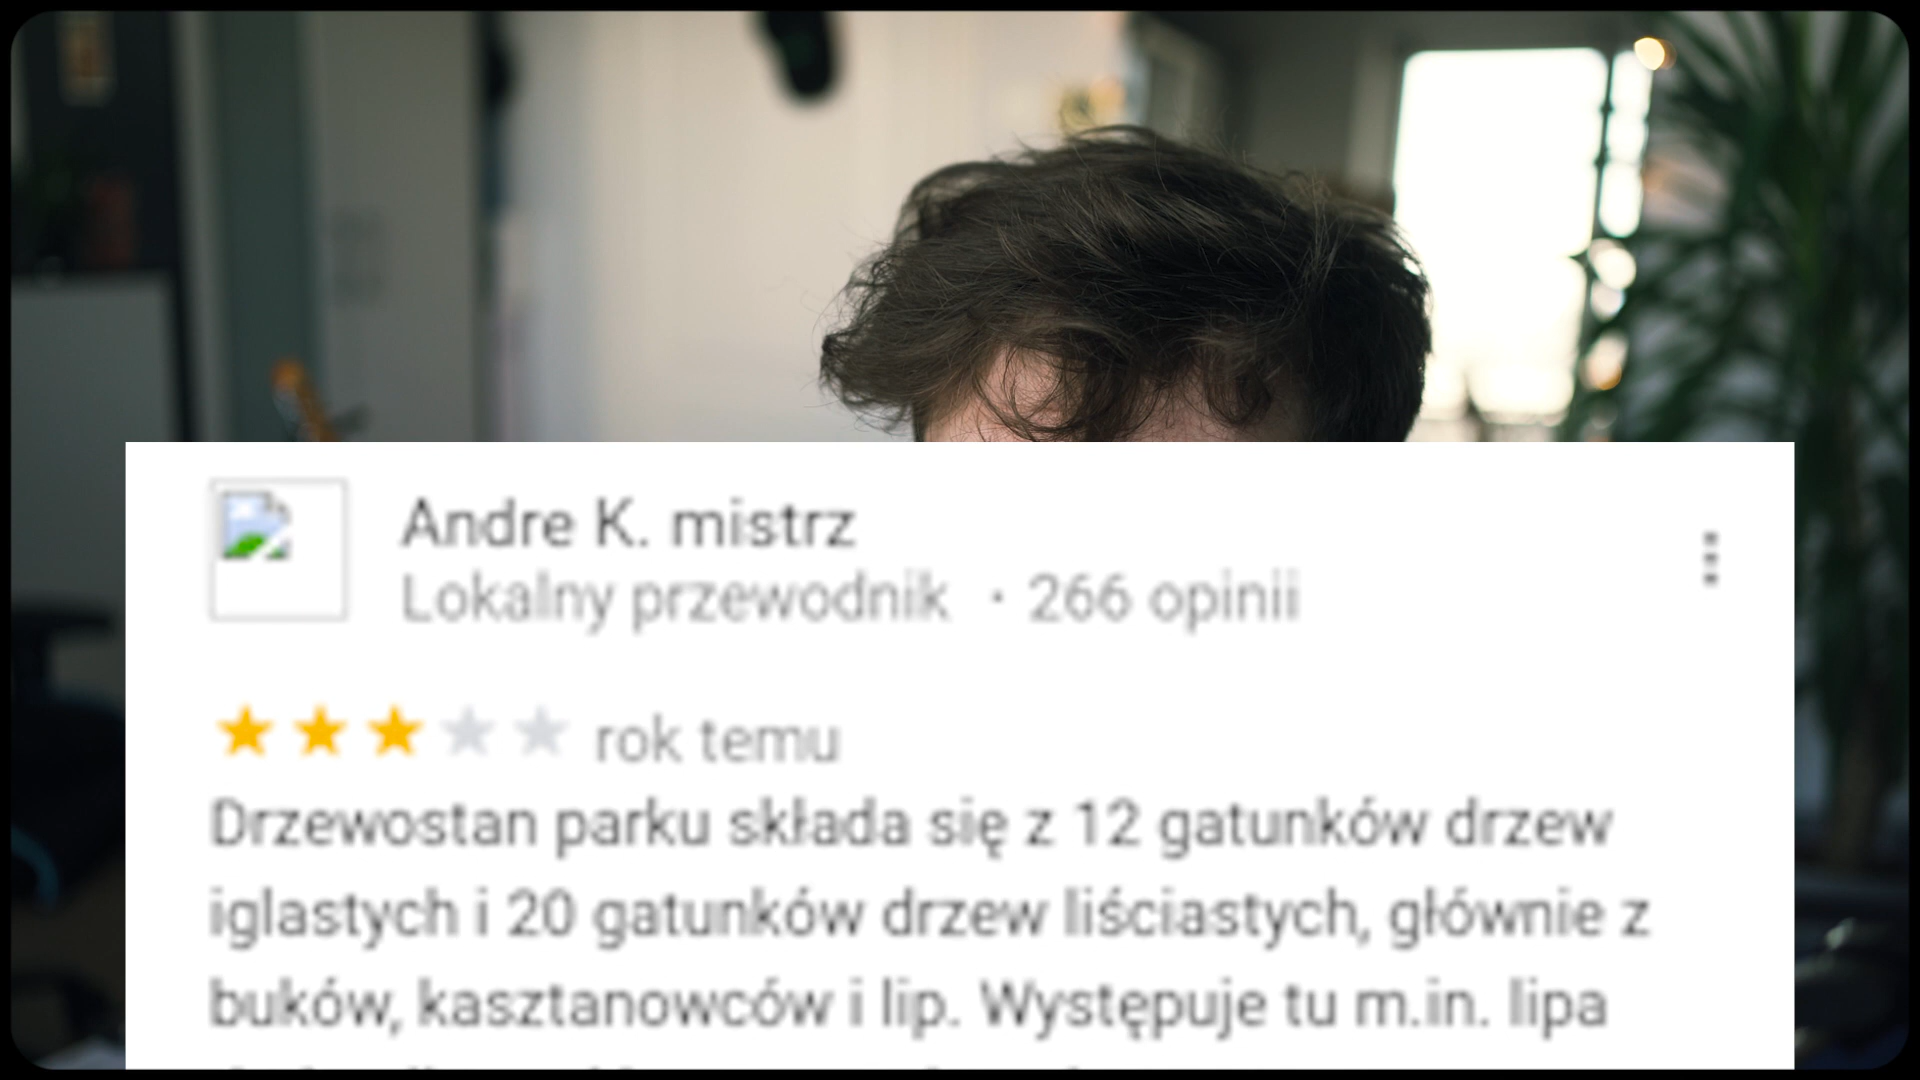 Andre K. mistrz
Lokalny przewodnik · 266 opinii
rok temu
Drzewostan parku składa się z 12 gatunków drzew
iglastych i 20 gatunków drzew liściastych, głównie z
buków, kasztanowców i lip. Występuje tu m.in. lipa